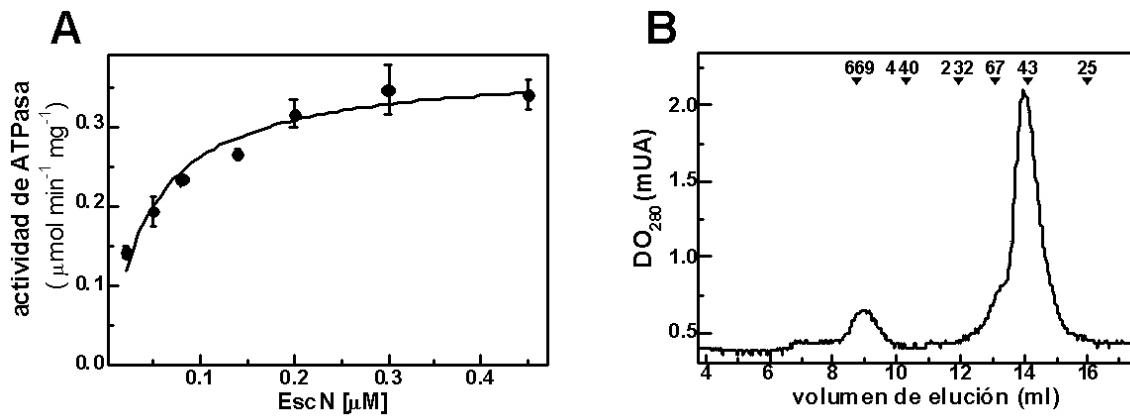 A
actividad de ATPasa
( μmol min⁻¹ mg⁻¹ )
0.3
0.2
0.1
0.0
0.1 0.2 0.3 0.4
EscN [μM]
B
669 440 232 67 43 25
DO₂₈₀ (mUA)
2.0
1.5
1.0
0.5
4 6 8 10 12 14 16
volumen de elución (ml)